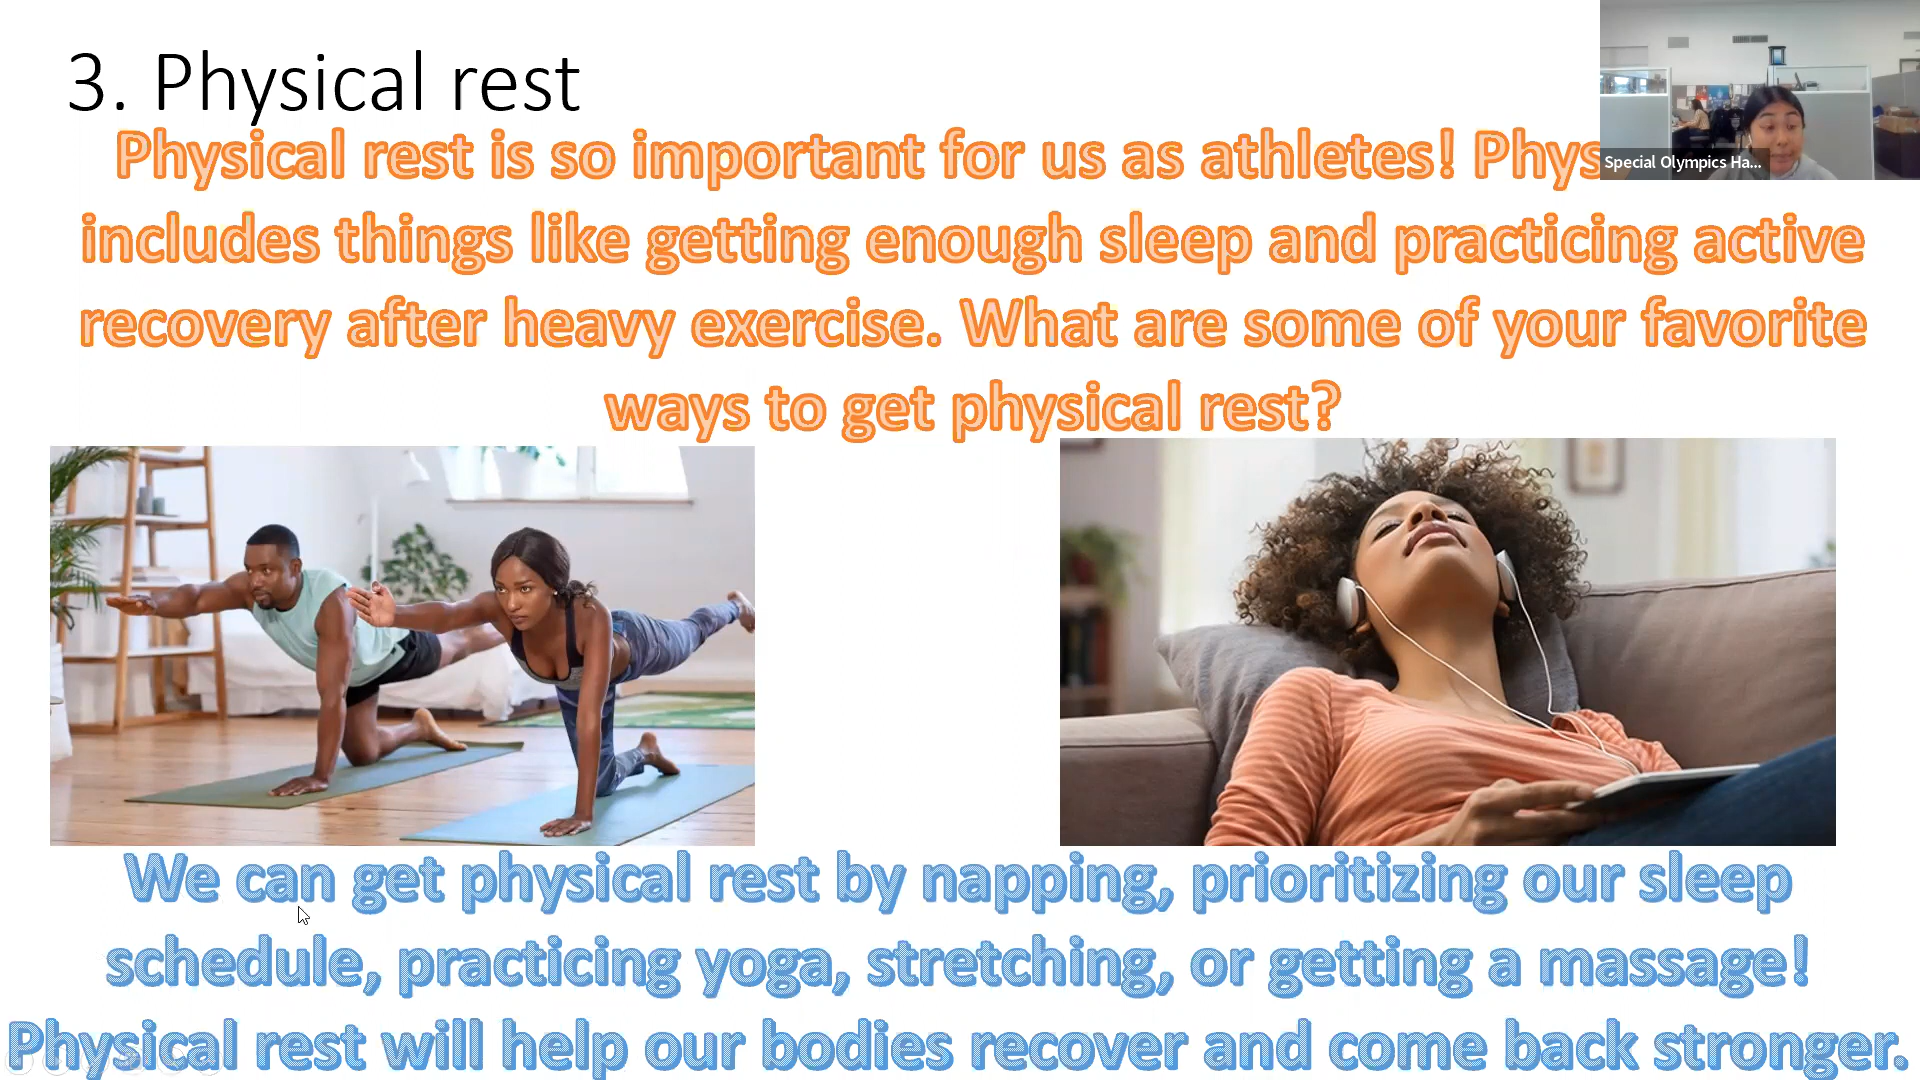 3. Physical rest
Physical rest is so important for us as athletes! Phys
Special Olympics Ha...
includes things like getting enough sleep and practicing active
recovery after heavy exercise. What are some of your favorite
ways to get physical rest?
We can get physical rest by napping, prioritizing our sleep
schedule, practicing yoga, stretching, or getting a massage!
Physical rest will help our bodies recover and come back stronger.